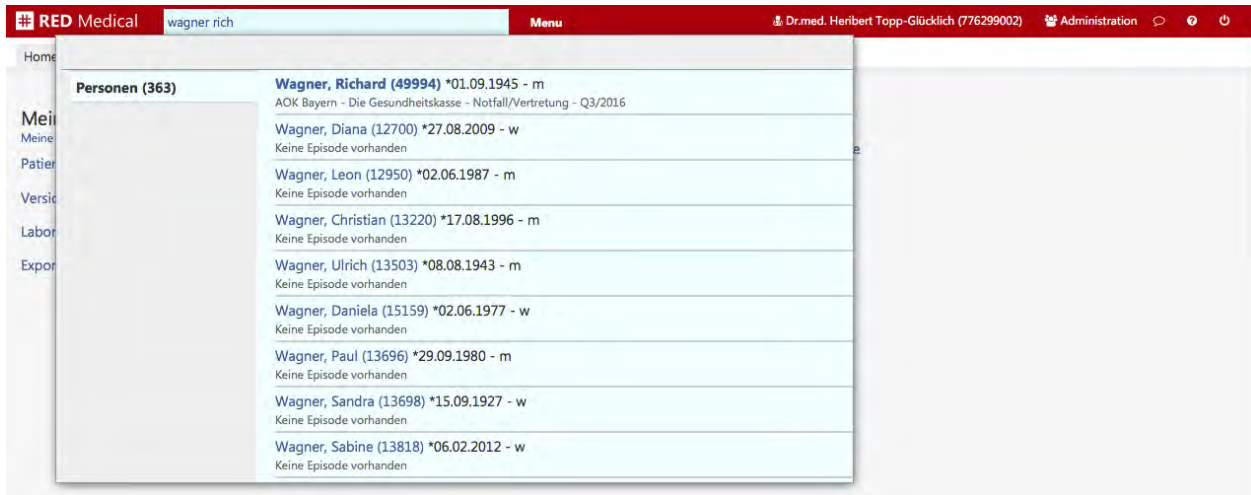 RED Medical
wagner rich
Menu
Dr.med. Heribert Topp-Glücklich (776299002)
Administration
Home
Personen (363)
Wagner, Richard (49994) *01.09.1945 - m
AOK Bayern - Die Gesundheitskasse - Notfall/Vertretung - Q3/2016
Wagner, Diana (12700) *27.08.2009 - w
Keine Episode vorhanden
Wagner, Leon (12950) *02.06.1987 - m
Keine Episode vorhanden
Wagner, Christian (13220) *17.08.1996 - m
Keine Episode vorhanden
Wagner, Ulrich (13503) *08.08.1943 - m
Keine Episode vorhanden
Wagner, Daniela (15159) *02.06.1977 - w
Keine Episode vorhanden
Wagner, Paul (13696) *29.09.1980 - m
Keine Episode vorhanden
Wagner, Sandra (13698) *15.09.1927 - w
Keine Episode vorhanden
Wagner, Sabine (13818) *06.02.2012 - w
Keine Episode vorhanden
Meine